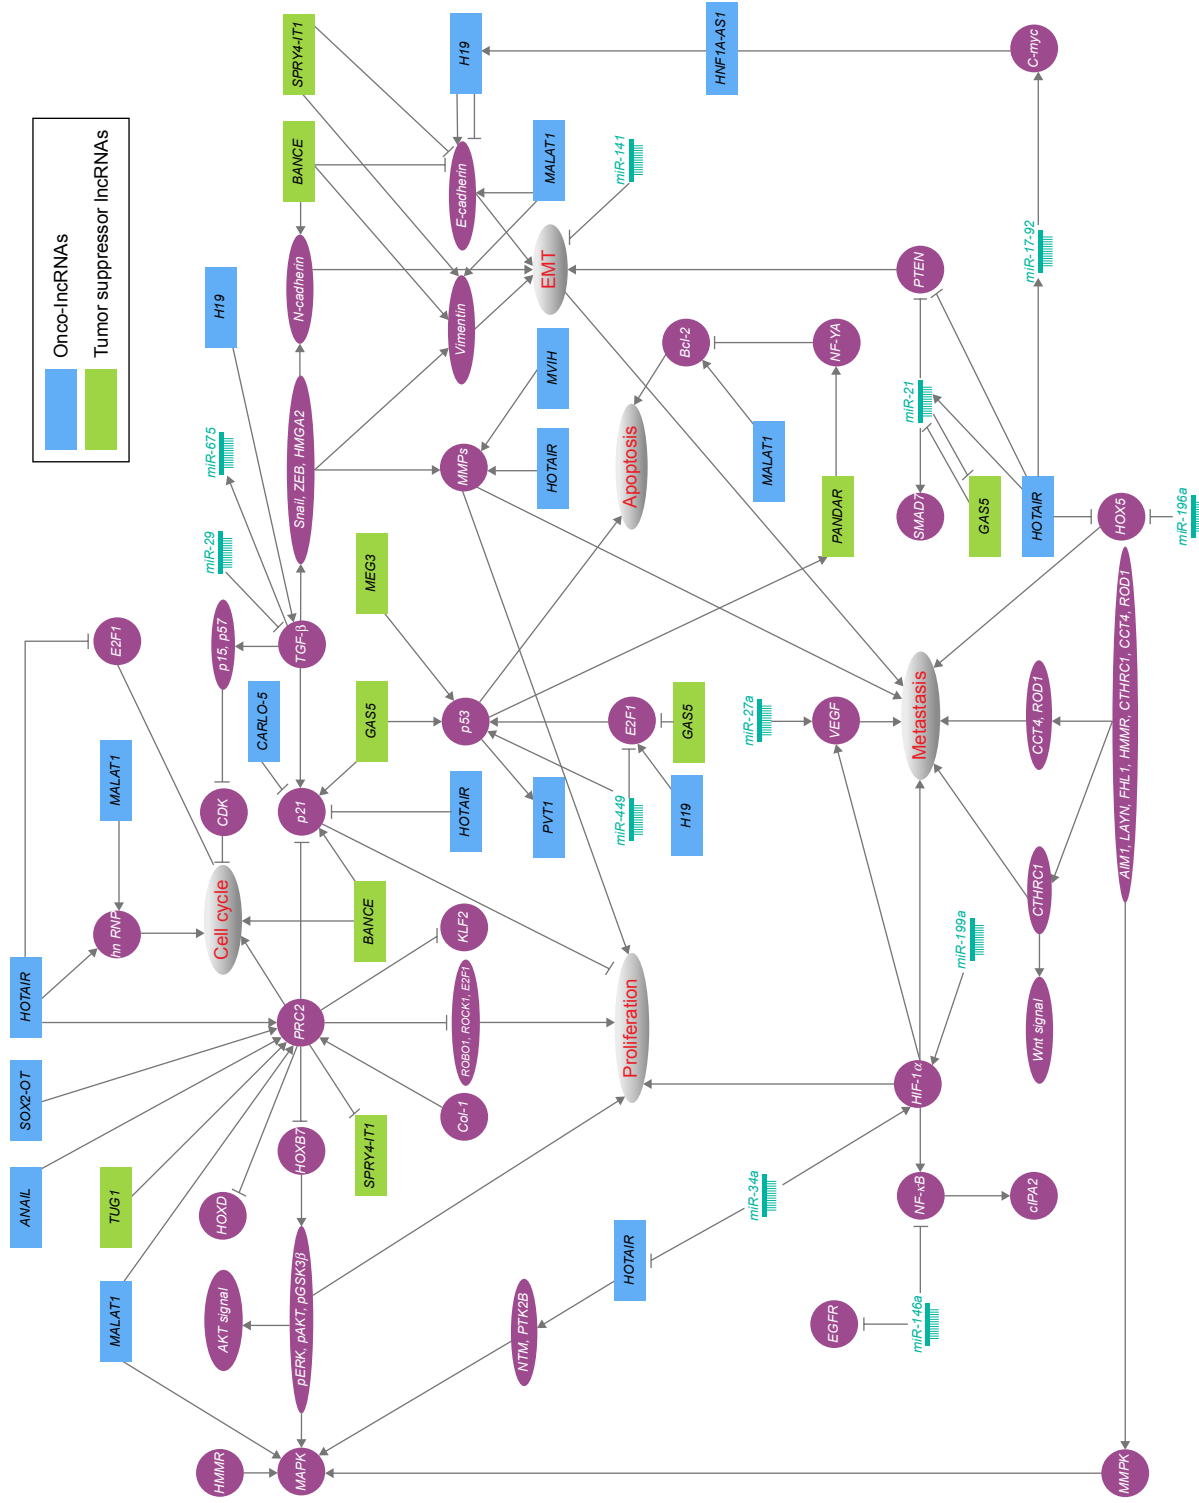 Onco-lncRNAs
Tumor suppressor lncRNAs
HMMR
MAPK
MALAT1
AKT signal
pERK, pAKT, pGSK3β
TUG1
HOXD
HOXB7
SPRY4-IT1
ANAIL
SOX2-OT
HOTAIR
PRC2
Col-1
ROBO1, ROCK1, E2F1
KLF2
hn RNP
MALAT1
Cell cycle
CDK
BANCE
E2F1
p15, p57
CARLO-5
p21
HOTAIR
GAS5
TGF-β
miR-29
miR-675
H19
MEG3
p53
PVT1
miR-449
E2F1
H19
GAS5
Snail, ZEB, HMGA2
N-cadherin
BANCE
SPRY4-IT1
Vimentin
E-cadherin
H19
MALAT1
EMT
miR-141
HNF1A-AS1
C-myc
MMPs
HOTAIR
MVIH
Apoptosis
Bcl-2
MALAT1
PANDAR
NF-YA
Proliferation
NTM, PTK2B
HOTAIR
miR-34a
HIF-1α
miR-199a
EGFR
miR-146a
NF-κB
cIPA2
miR-27a
VEGF
Metastasis
CTHRC1
Wnt signal
CCT4, ROD1
SMAD7
miR-21
PTEN
GAS5
HOTAIR
miR-17-92
HOX5
miR-196a
AIM1, LAYN, FHL1, HMMR, CTHRC1, CCT4, ROD1
MMPK